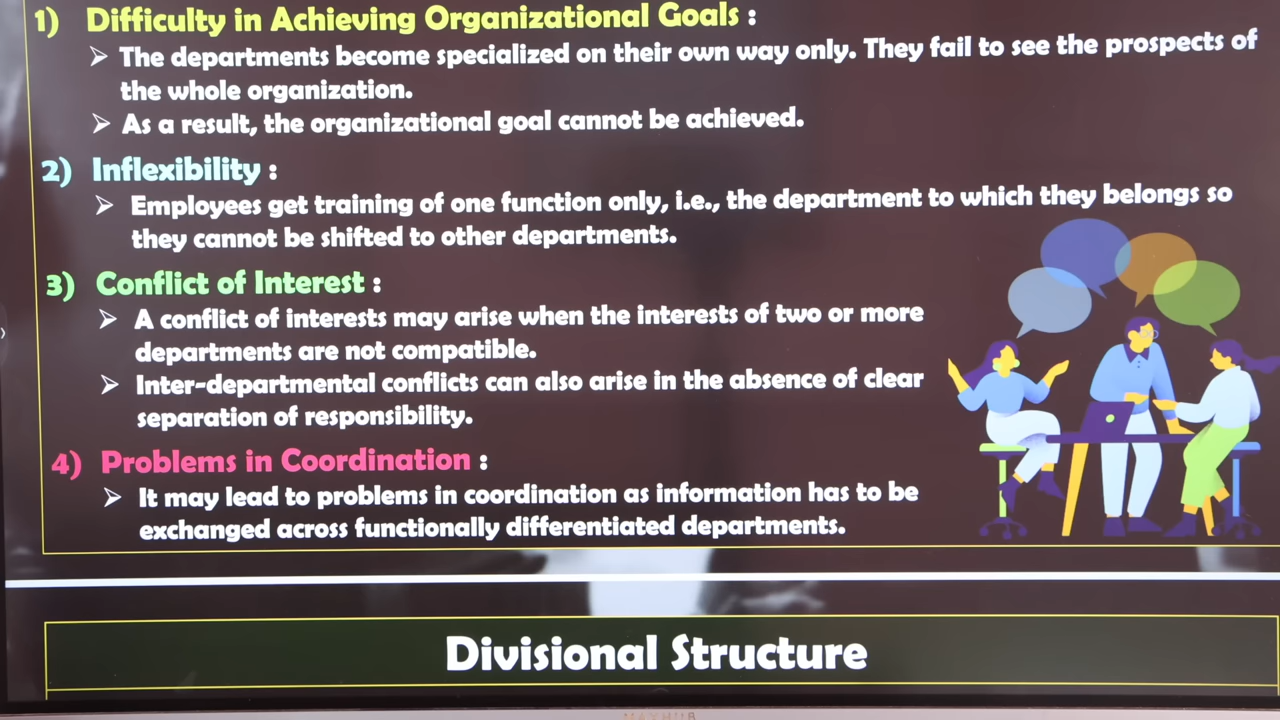 1) Difficulty in Achieving Organizational Goals :
➤ The departments become specialized on their own way only. They fail to see the prospects of
the whole organization.
➤ As a result, the organizational goal cannot be achieved.
2) Inflexibility :
➤ Employees get training of one function only, i.e., the department to which they belongs so
they cannot be shifted to other departments.
3) Conflict of Interest :
➤ A conflict of interests may arise when the interests of two or more
departments are not compatible.
➤ Inter-departmental conflicts can also arise in the absence of clear
separation of responsibility.
4) Problems in Coordination :
➤ It may lead to problems in coordination as information has to be
exchanged across functionally differentiated departments.
Divisional Structure
MAXHUB